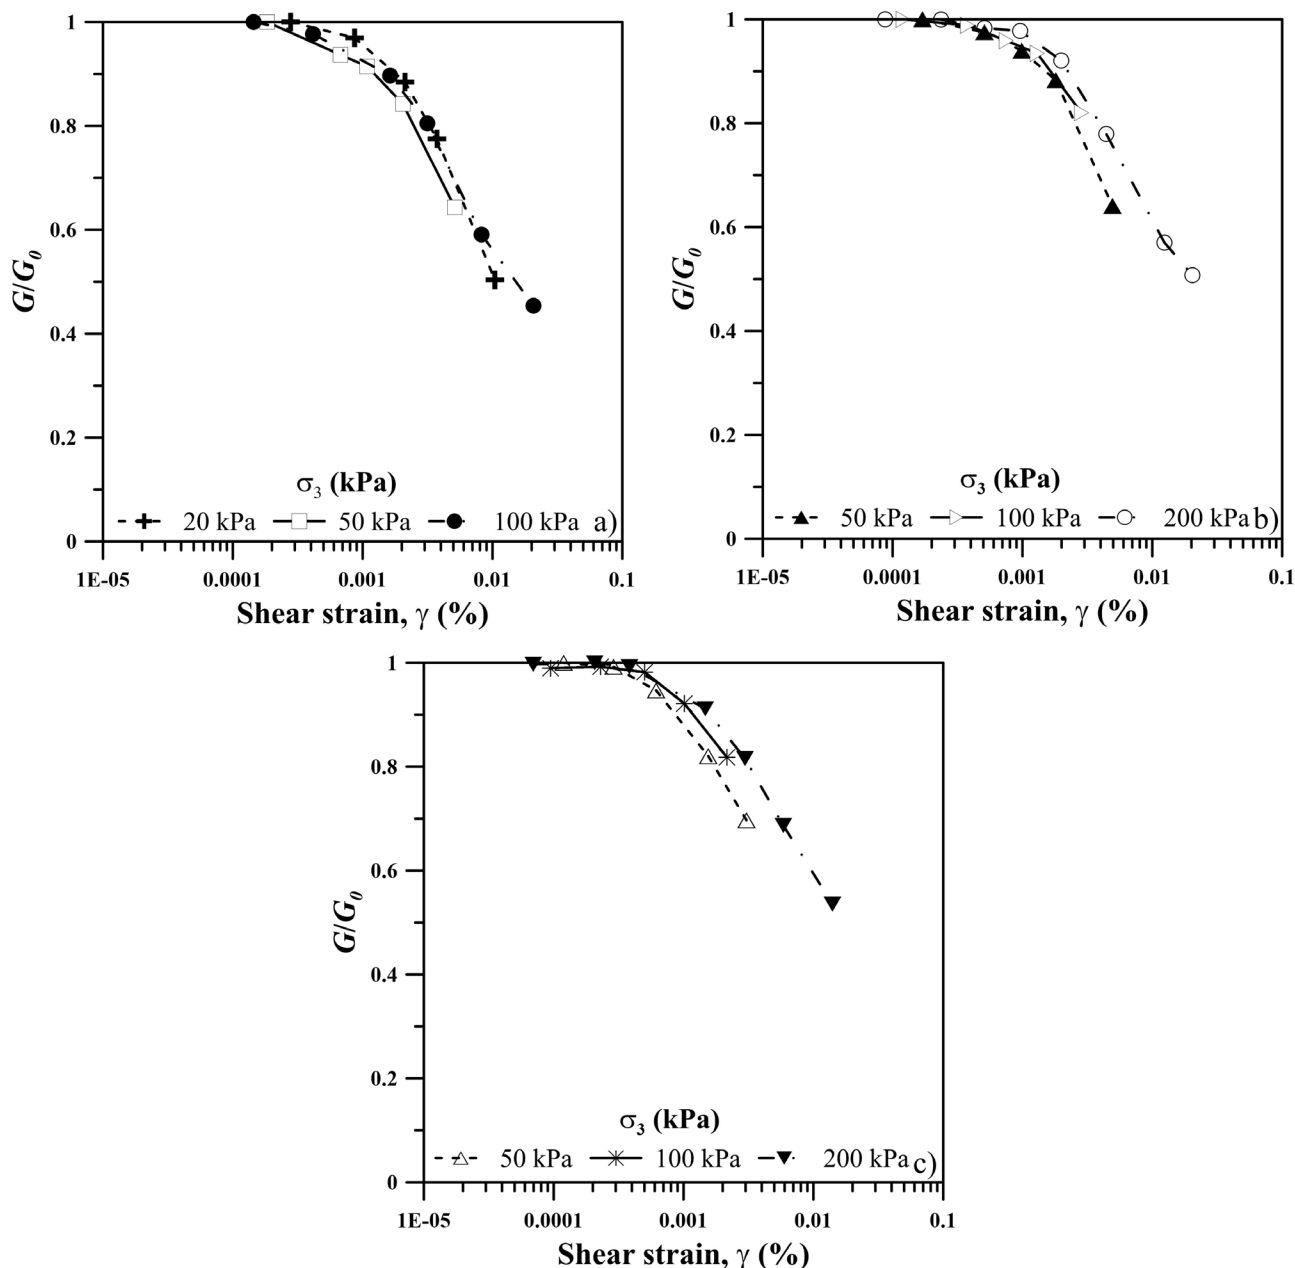 1
0.8
0.6
0.4
0.2
0
G/G₀
σ₃ (kPa)
20 kPa 50 kPa 100 kPa a)
1E-05 0.0001 0.001 0.01 0.1
Shear strain, γ (%)
1
0.8
0.6
0.4
0.2
0
G/G₀
σ₃ (kPa)
50 kPa 100 kPa 200 kPa b)
1E-05 0.0001 0.001 0.01 0.1
Shear strain, γ (%)
1
0.8
0.6
0.4
0.2
0
G/G₀
σ₃ (kPa)
50 kPa 100 kPa 200 kPa c)
1E-05 0.0001 0.001 0.01 0.1
Shear strain, γ (%)